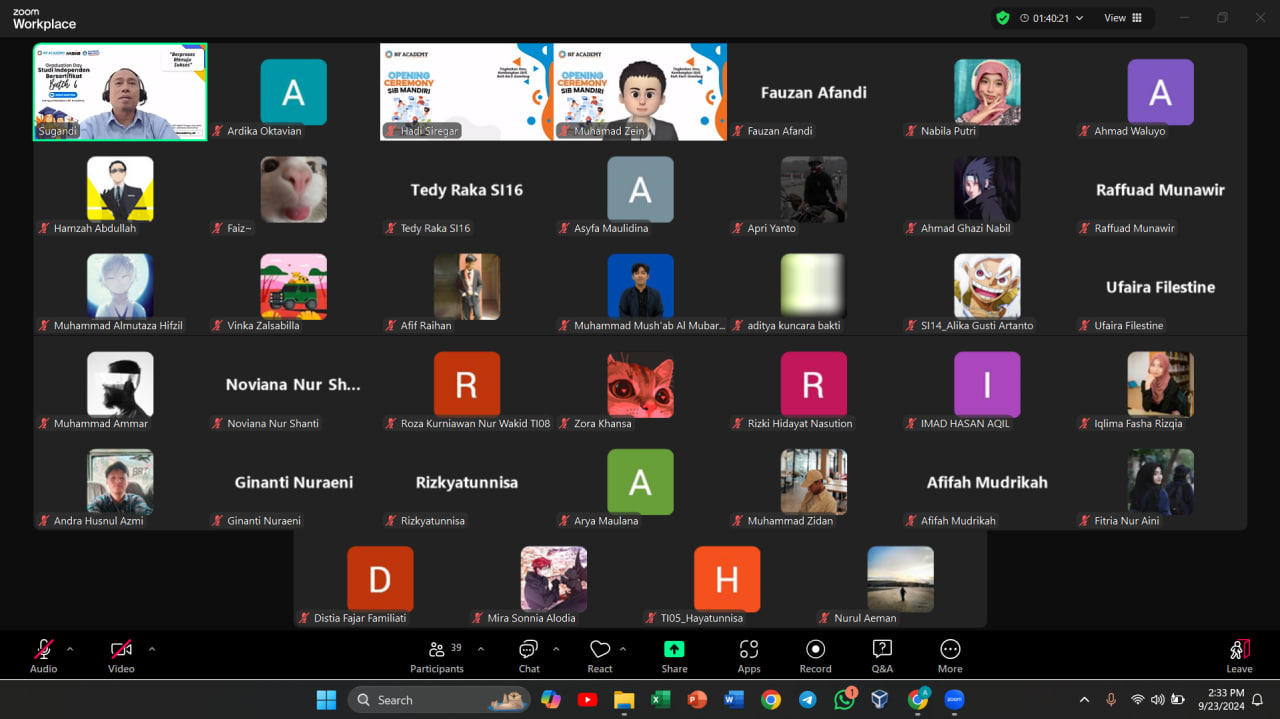 zoom
Workplace
01:40:21
View
NF ACADEMY
Graduation Day
Studi Independen
Bersertifikat
Batch 6
"Berproses
Menuju
Sukses"
Sugandi
A
Ardika Oktavian
NF ACADEMY
OPENING
CEREMONY
SIB MANDIRI
Hadi Siregar
NF ACADEMY
OPENING
CEREMONY
SIB MANDIRI
Muhamad Zein
Fauzan Afandi
Fauzan Afandi
Nabila Putri
A
Ahmad Waluyo
Hamzah Abdullah
Faiz~
Tedy Raka SI16
Tedy Raka SI16
A
Asyfa Maulidina
Apri Yanto
Ahmad Ghazi Nabil
Raffuad Munawir
Raffuad Munawir
Muhammad Almutaza Hifzil
Vinka Zalsabilla
Afif Raihan
Muhammad Mush'ab Al Mubar...
aditya kuncara bakti
SI14_Alika Gusti Artanto
Ufaira Filestine
Ufaira Filestine
Muhammad Ammar
Noviana Nur Sh...
Noviana Nur Shanti
R
Roza Kurniawan Nur Wakid TI08
Zora Khansa
R
Rizki Hidayat Nasution
I
IMAD HASAN AQIL
Iqlima Fasha Rizqia
Andra Husnul Azmi
Ginanti Nuraeni
Ginanti Nuraeni
Rizkyatunnisa
Rizkyatunnisa
A
Arya Maulana
Muhammad Zidan
Afifah Mudrikah
Afifah Mudrikah
Fitria Nur Aini
D
Distia Fajar Familiati
Mira Sonnia Alodia
H
TI05_Hayatunnisa
Nurul Aeman
Audio
Video
39
Participants
Chat
React
Share
Apps
Record
Q&A
More
Leave
Search
1
A
zoom
2:33 PM
9/23/2024